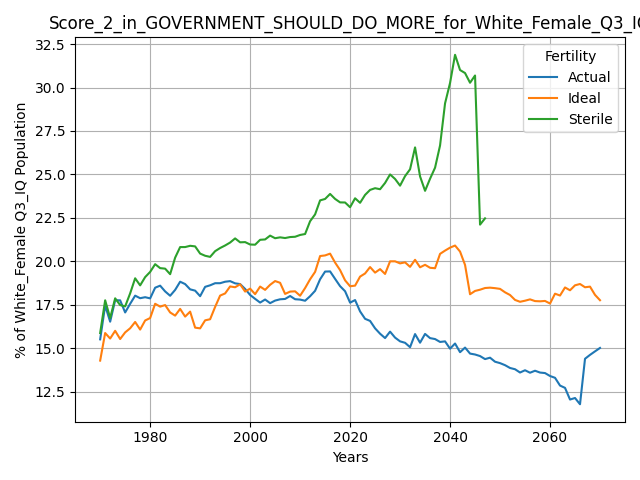 Score_2_in_GOVERNMENT_SHOULD_DO_MORE_for_White_Female_Q3_IQ
Fertility
Actual
Ideal
Sterile
% of White_Female Q3_IQ Population
32.5
30.0
27.5
25.0
22.5
20.0
17.5
15.0
12.5
1980
2000
2020
2040
2060
Years